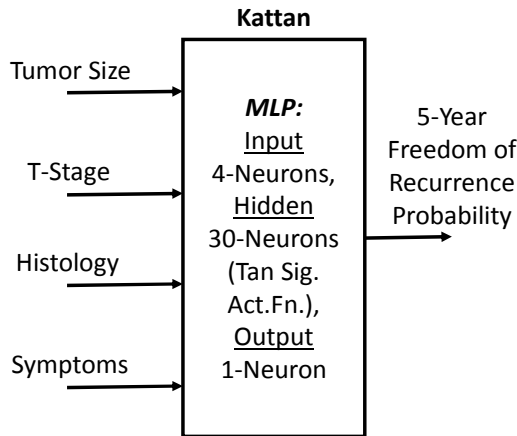 Kattan
Tumor Size
T-Stage
Histology
Symptoms
MLP:
Input
4-Neurons,
Hidden
30-Neurons
(Tan Sig.
Act.Fn.),
Output
1-Neuron
5-Year
Freedom of
Recurrence
Probability